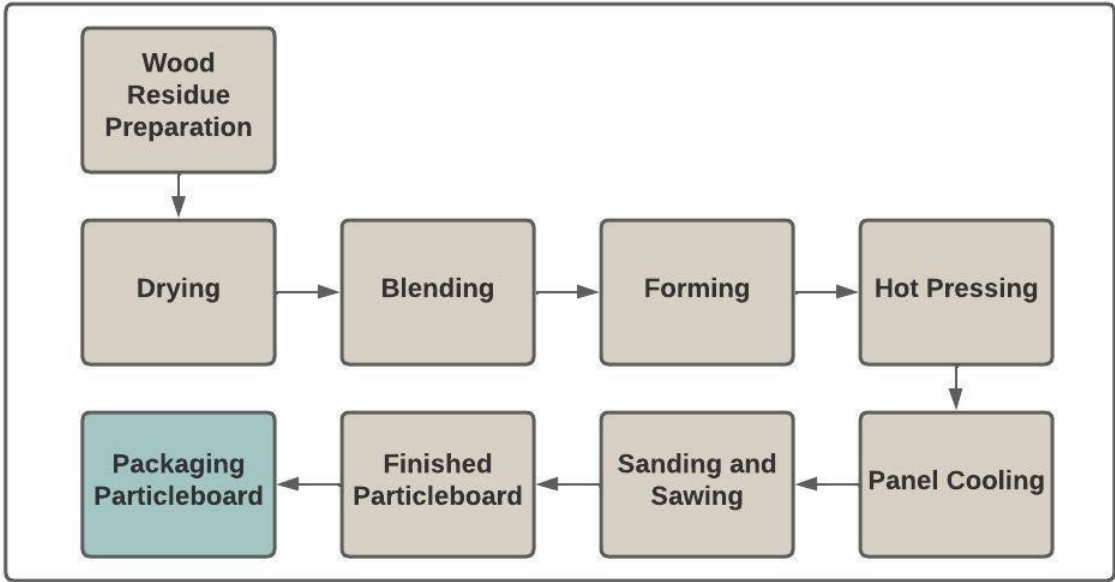 Wood
Residue
Preparation
Drying
Blending
Forming
Hot Pressing
Panel Cooling
Sanding and
Sawing
Finished
Particleboard
Packaging
Particleboard